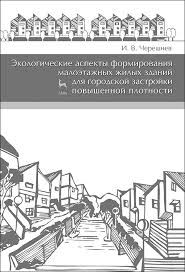 И. В. Черешнев
Экологические аспекты формирования
малоэтажных жилых зданий
для городской застройки
повышенной плотности